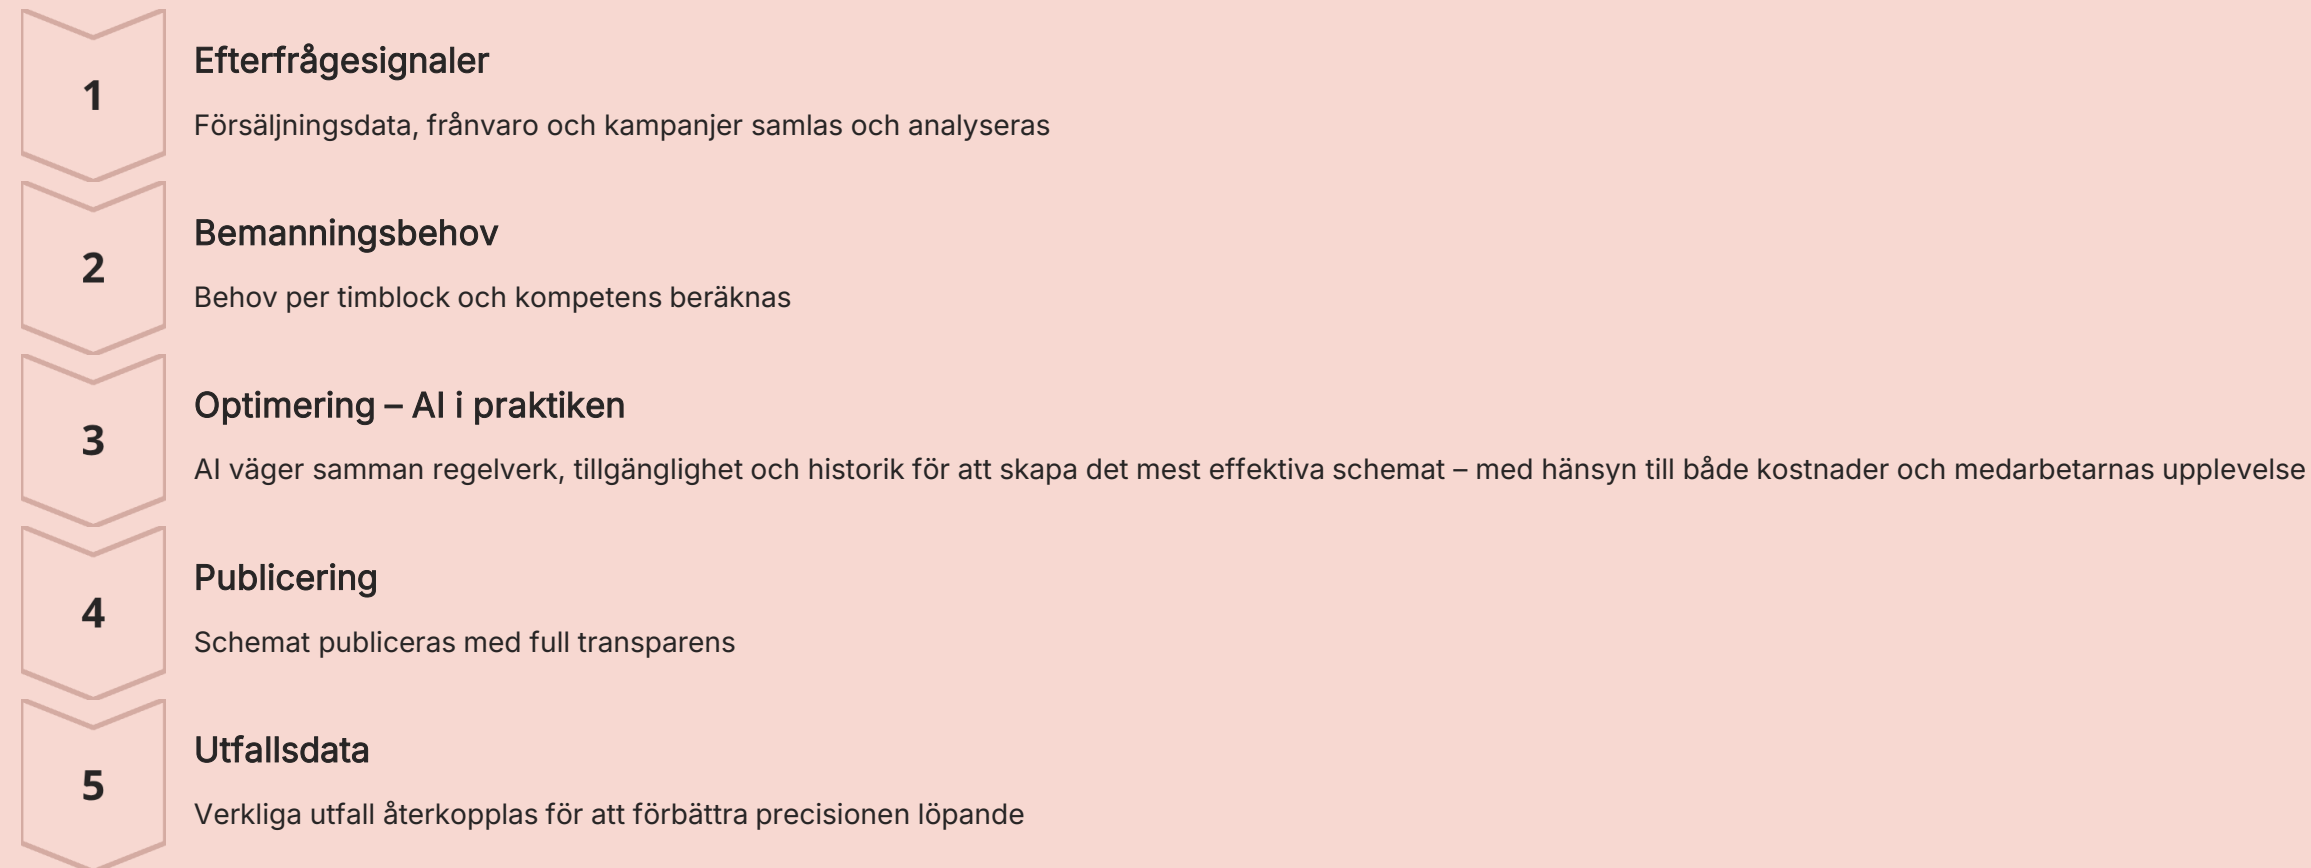 1
Efterfrågesignaler
Försäljningsdata, frånvaro och kampanjer samlas och analyseras
2
Bemanningsbehov
Behov per timblock och kompetens beräknas
3
Optimering – AI i praktiken
AI väger samman regelverk, tillgänglighet och historik för att skapa det mest effektiva schemat – med hänsyn till både kostnader och medarbetarnas upplevelse
4
Publicering
Schemat publiceras med full transparens
5
Utfallsdata
Verkliga utfall återkopplas för att förbättra precisionen löpande